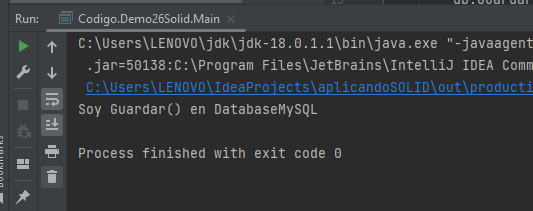 db.Guardar
Run: Codigo.Demo26Solid.Main
C:\Users\LENOVO\jdk\jdk-18.0.1.1\bin\java.exe "-javaagent
.jar=50138:C:\Program Files\JetBrains\IntelliJ IDEA Comm
C:\Users\LENOVO\IdeaProjects\aplicandoSOLID\out\producti
Soy Guardar() en DatabaseMySQL
Process finished with exit code 0